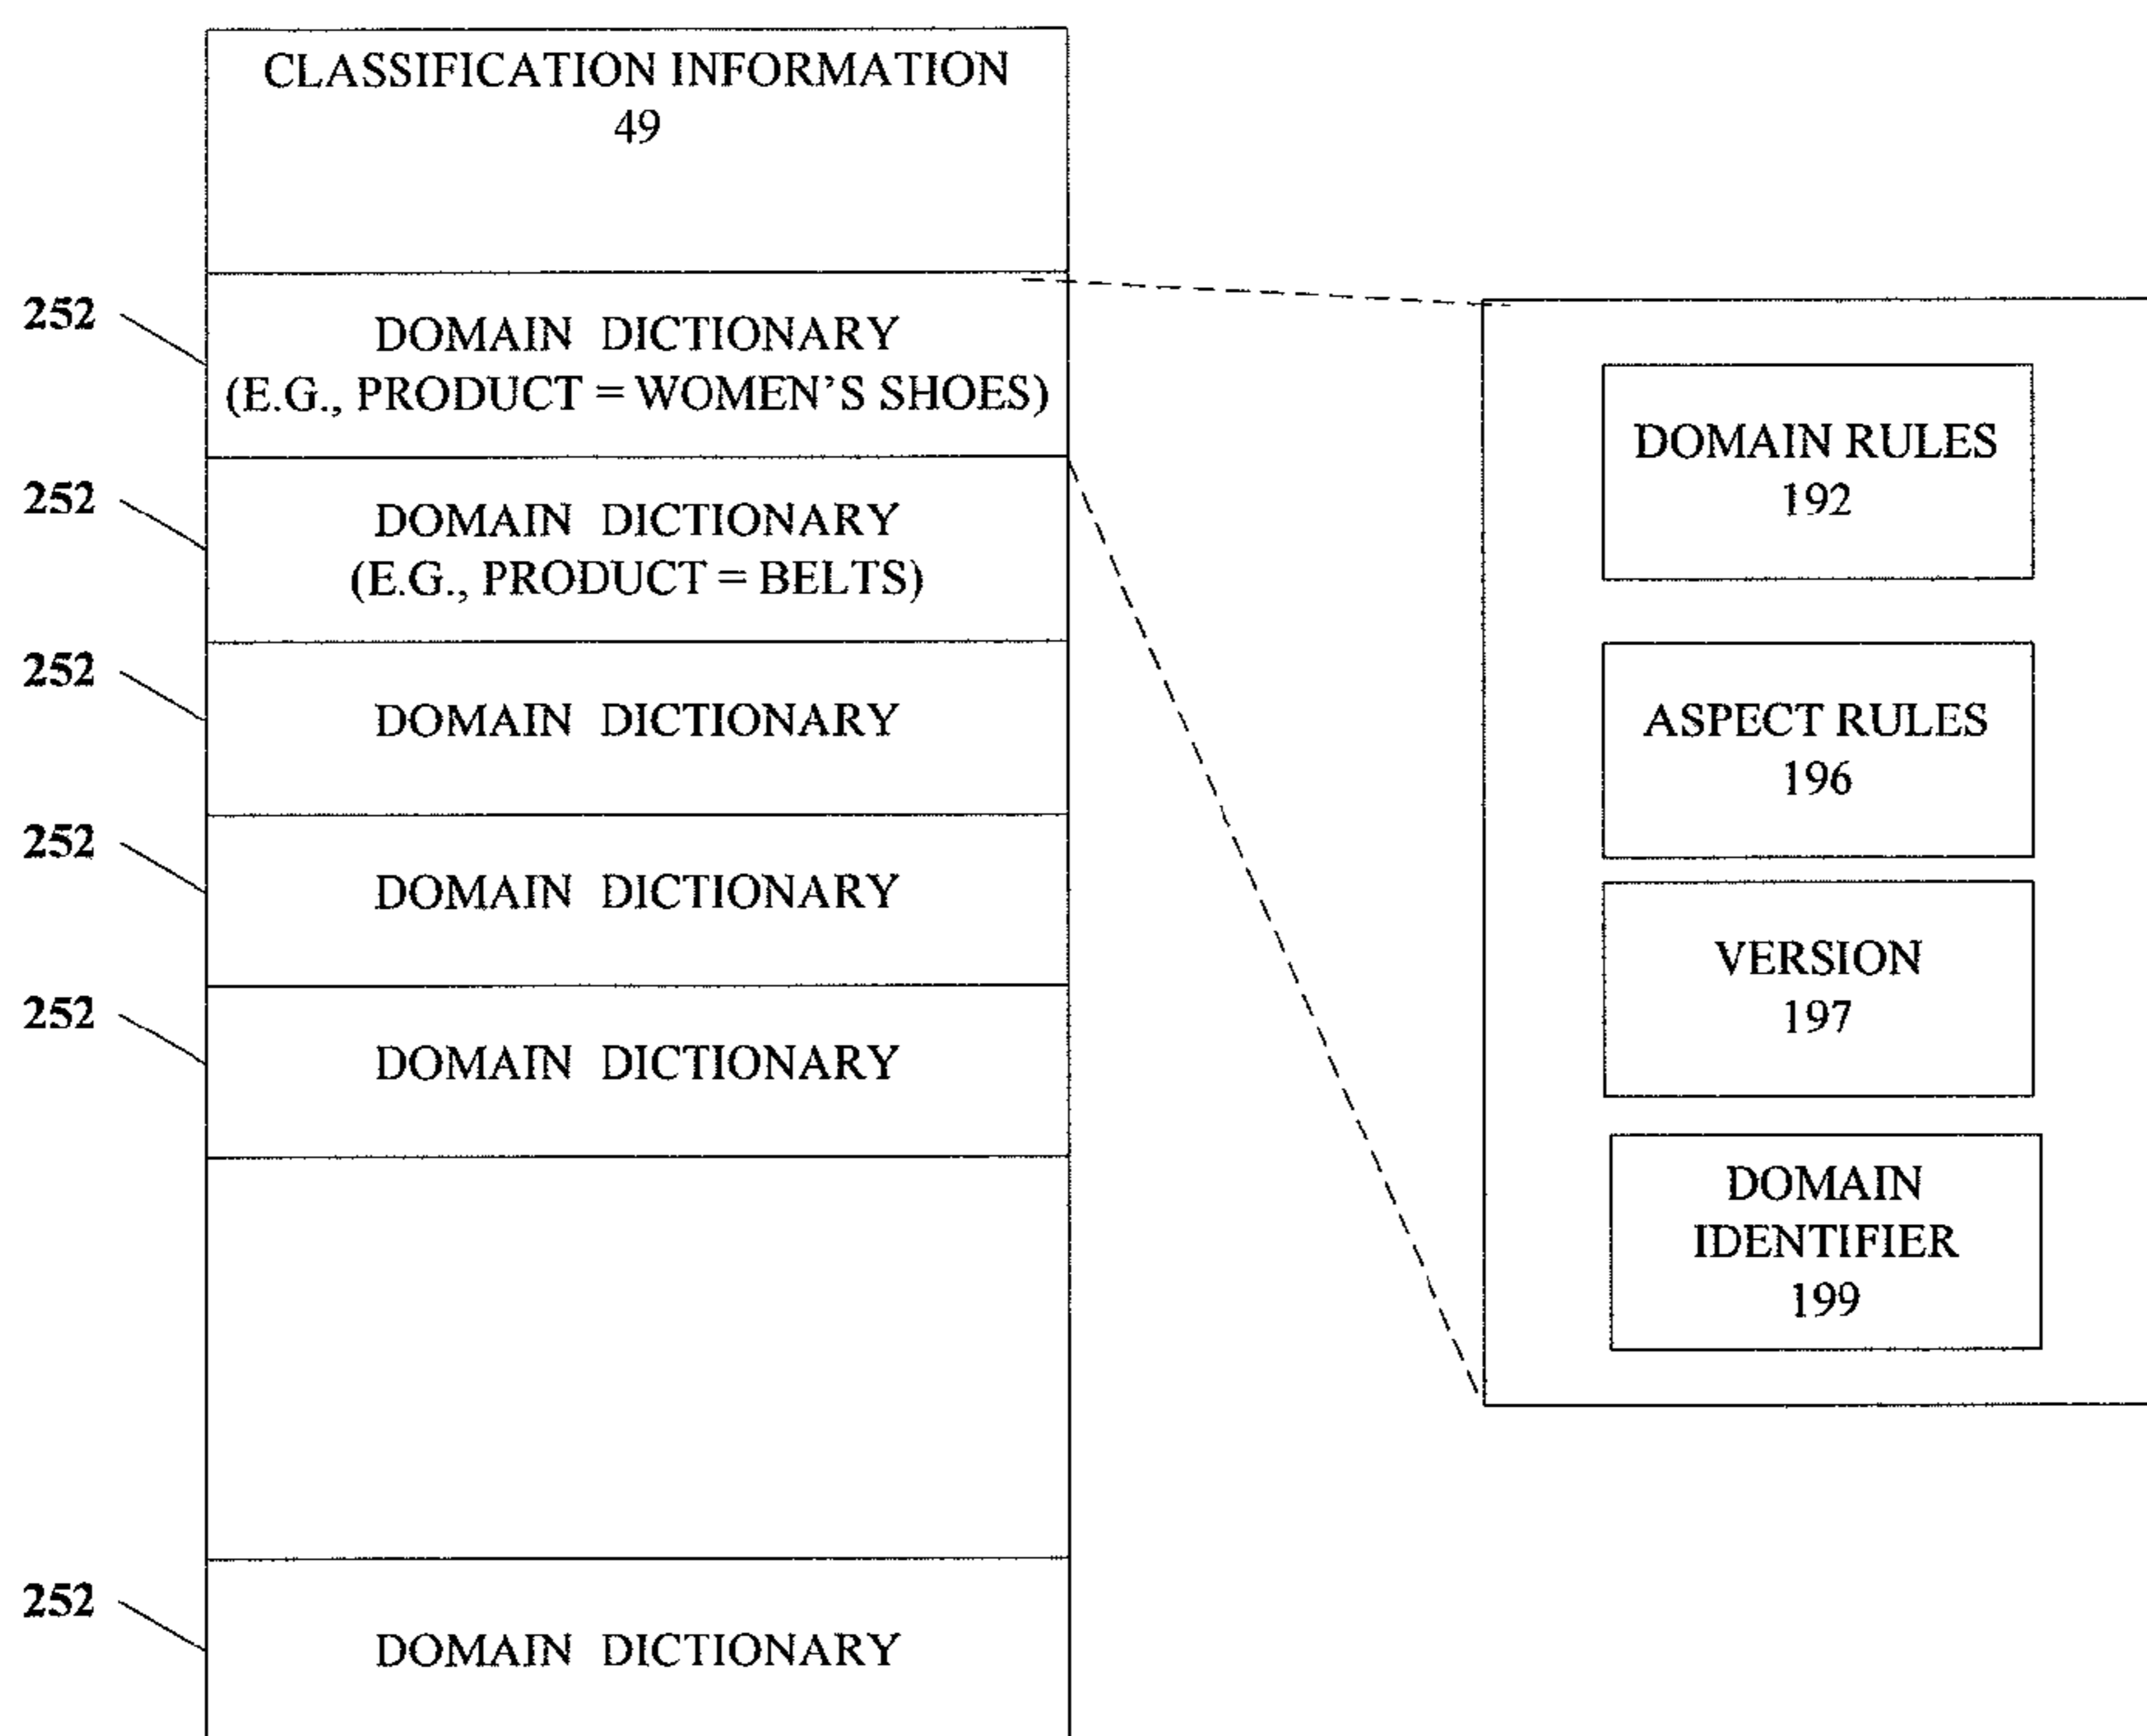 CLASSIFICATION INFORMATION
49
252
DOMAIN DICTIONARY
(E.G., PRODUCT = WOMEN'S SHOES)
252
DOMAIN DICTIONARY
(E.G., PRODUCT = BELTS)
252
DOMAIN DICTIONARY
252
DOMAIN DICTIONARY
252
DOMAIN DICTIONARY
252
DOMAIN DICTIONARY
DOMAIN RULES
192
ASPECT RULES
196
VERSION
197
DOMAIN
IDENTIFIER
199